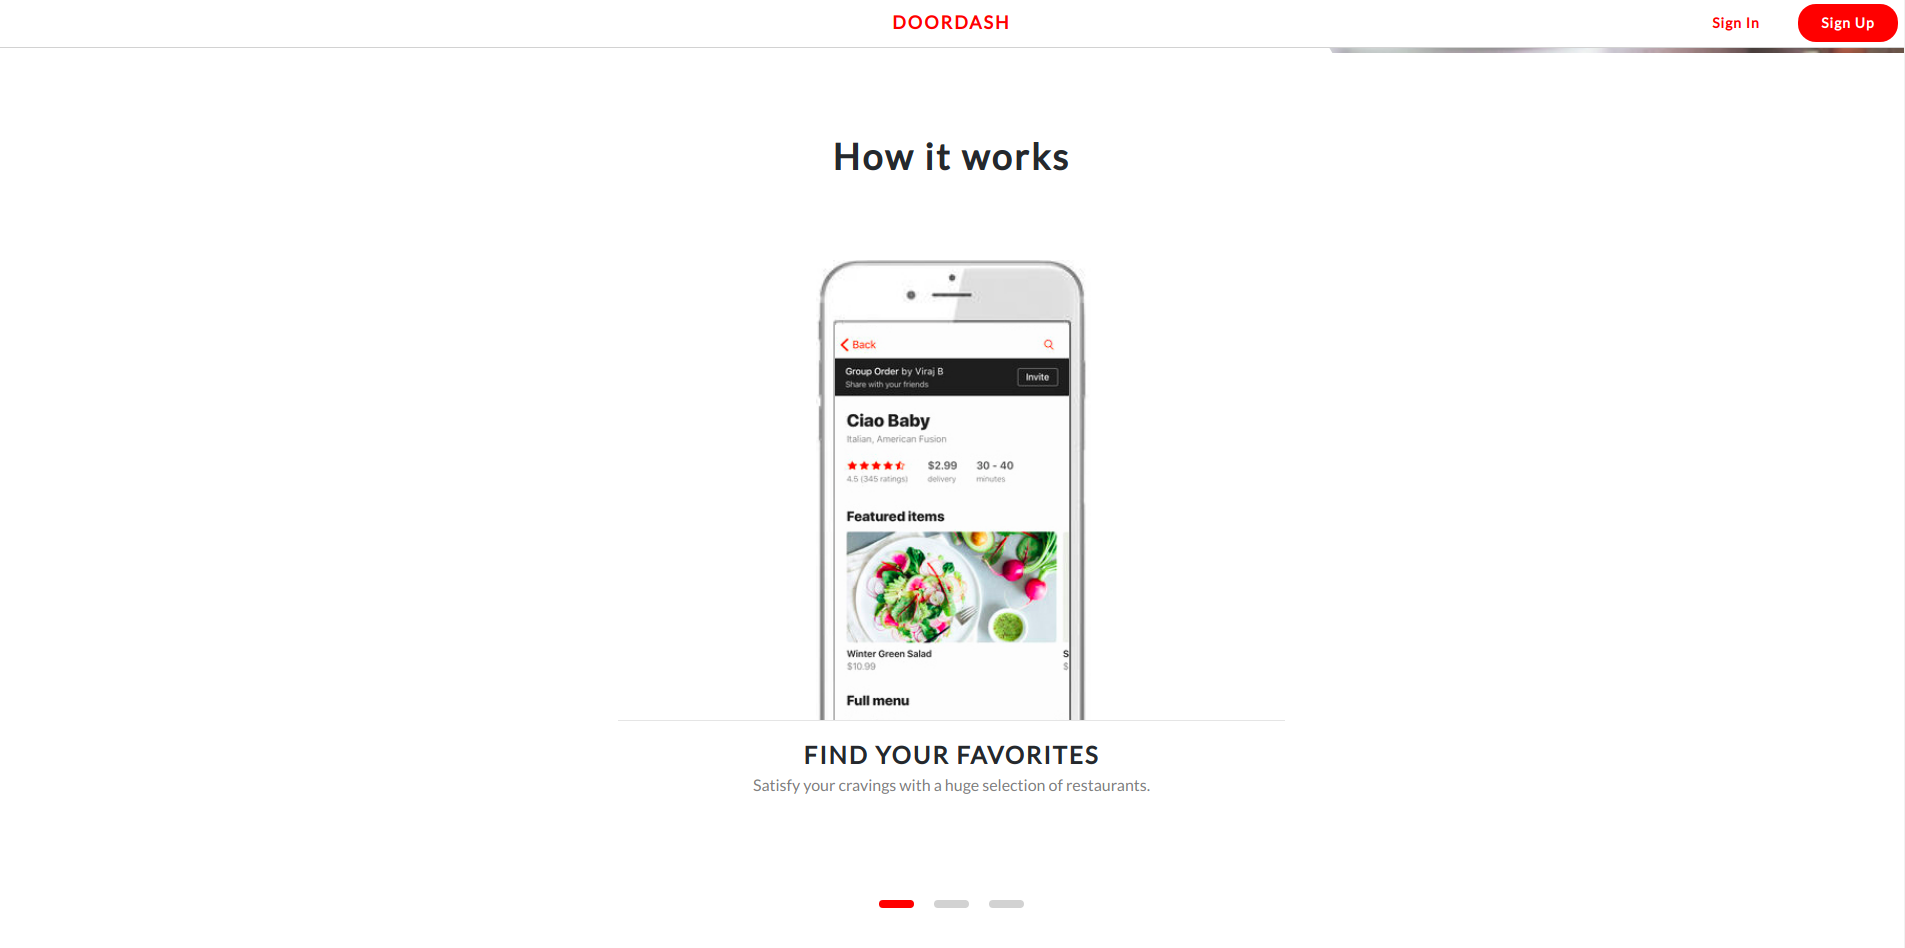 DOORDASH
Sign In
Sign Up
How it works
Back
Group Order by Viraj B
Share with your friends
Invite
Ciao Baby
Italian, American Fusion
$2.99
30 - 40
4.5 (345 ratings)
delivery
minutes
Featured items
Winter Green Salad
S
$10.99
$
Full menu
FIND YOUR FAVORITES
Satisfy your cravings with a huge selection of restaurants.